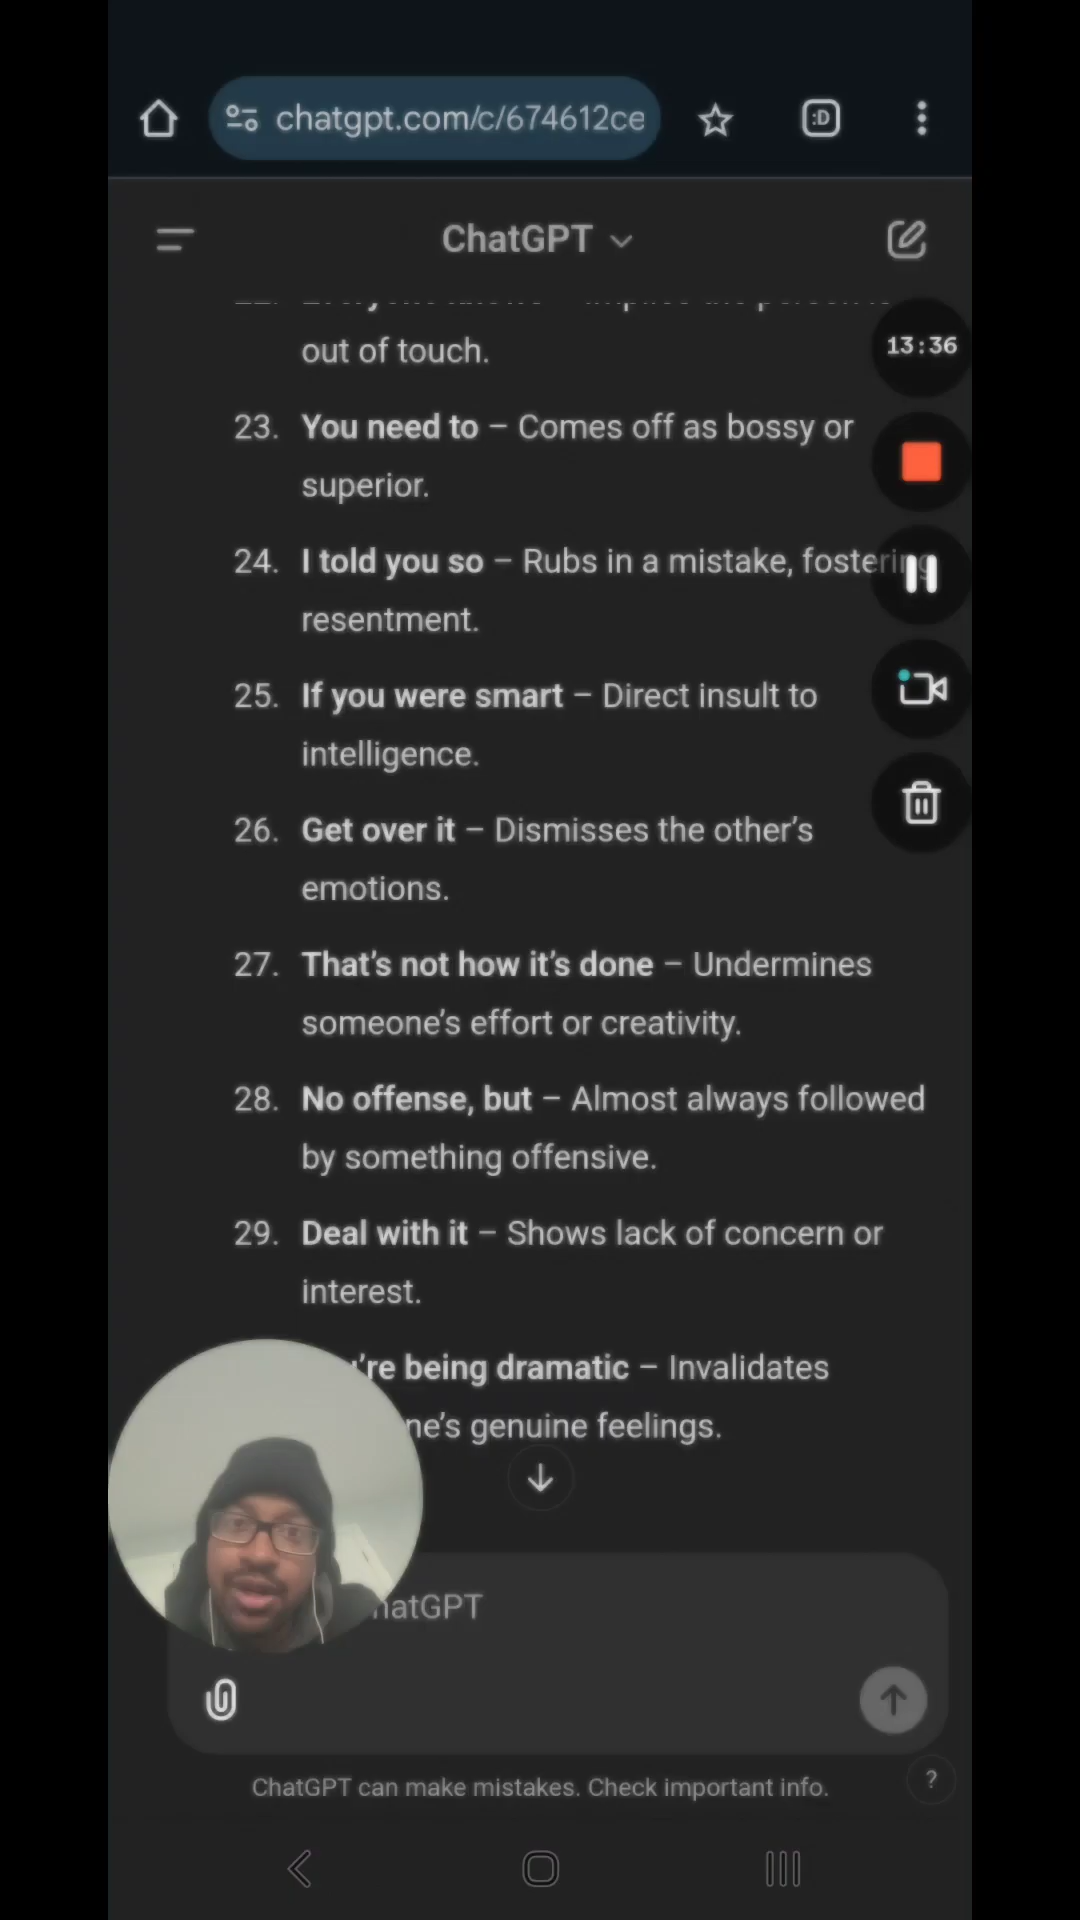 chatgpt.com/c/674612ce
:D
ChatGPT
out of touch.
13:36
23. You need to – Comes off as bossy or
superior.
24. I told you so – Rubs in a mistake, fostering
resentment.
25. If you were smart – Direct insult to
intelligence.
26. Get over it – Dismisses the other’s
emotions.
27. That’s not how it’s done – Undermines
someone’s effort or creativity.
28. No offense, but – Almost always followed
by something offensive.
29. Deal with it – Shows lack of concern or
interest.
’re being dramatic – Invalidates
ne’s genuine feelings.
hatGPT
ChatGPT can make mistakes. Check important info.
?